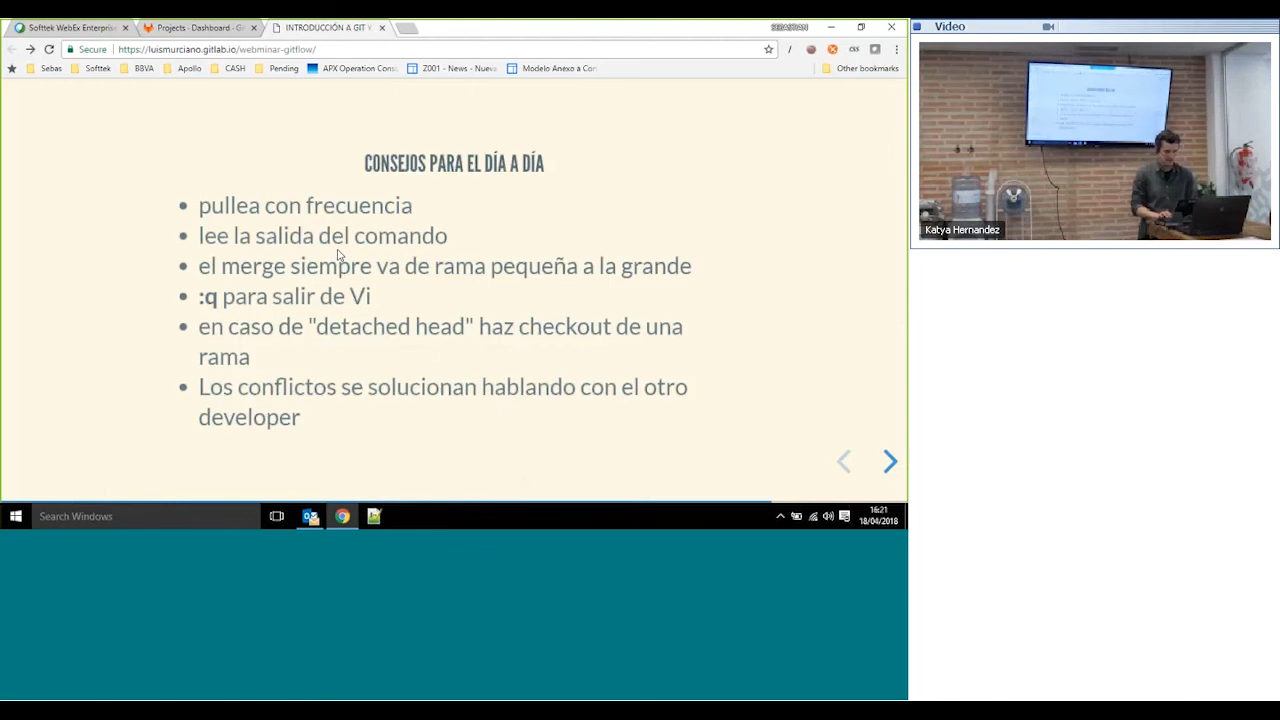 Softtek WebEx Enterprise
Projects · Dashboard · Gi
INTRODUCCIÓN A GIT Y
SEBASTIAN
Secure
https://luismurciano.gitlab.io/webminar-gitflow/
css
Sebas
Softtek
BBVA
Apollo
CASH
Pending
APX Operation Conso
Z001 - News - Nueva
Modelo Anexo a Con
Other bookmarks
CONSEJOS PARA EL DÍA A DÍA
• pullea con frecuencia
• lee la salida del comando
• el merge siempre va de rama pequeña a la grande
• :q para salir de Vi
• en caso de "detached head" haz checkout de una
rama
• Los conflictos se solucionan hablando con el otro
developer
Search Windows
16:21
18/04/2018
Video
Katya Hernandez